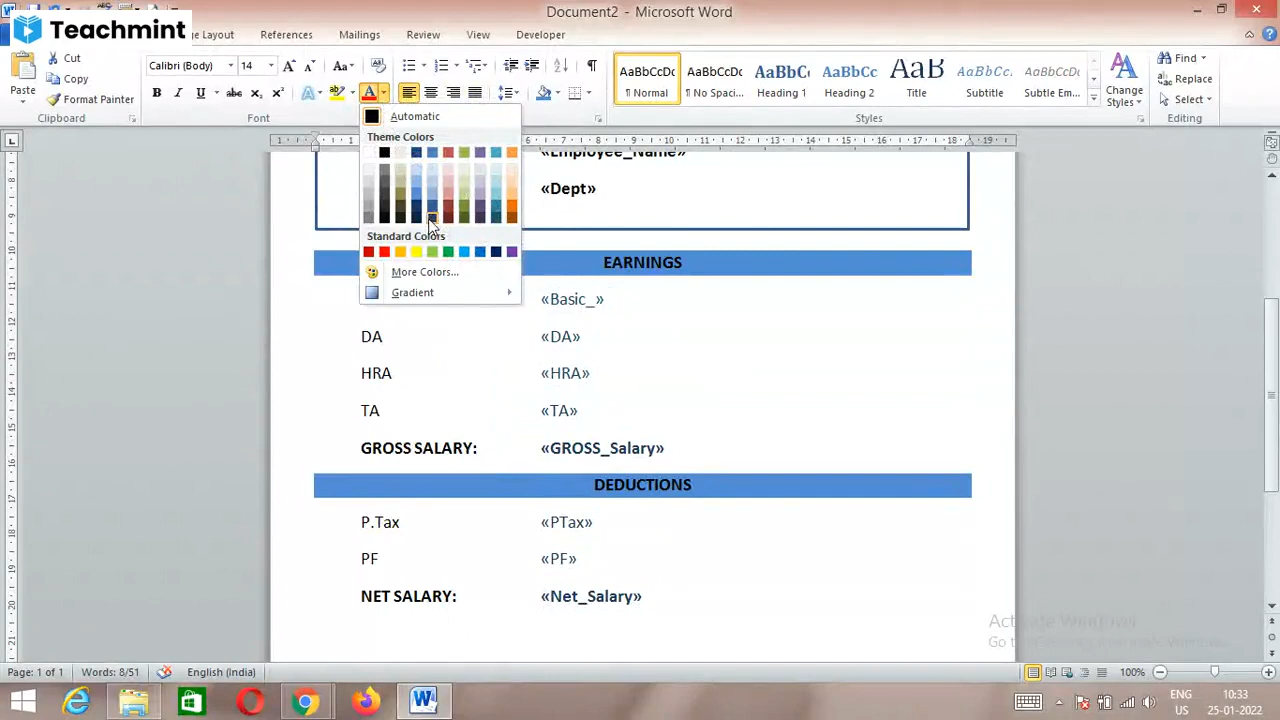 Document2 - Microsoft Word
Teachmint
Layout References Mailings Review View Developer
Cut
Copy
Format Painter
Paste
Clipboard
Calibri (Body) 14
Font
Automatic
Theme Colors
Standard Colors
More Colors...
Gradient
AaBbCcDc AaBbCcDc AaBbCc AaBbCc AaB AaBbCc. AaBbCcDc
¶ Normal ¶ No Spaci... Heading 1 Heading 2 Title Subtitle Subtle Em...
Change
Styles
Styles
Find
Replace
Select
Editing
«Employee_Name»
«Dept»
EARNINGS
«Basic_»
DA «DA»
HRA «HRA»
TA «TA»
GROSS SALARY: «GROSS_Salary»
DEDUCTIONS
P.Tax «PTax»
PF «PF»
NET SALARY: «Net_Salary»
Activate Windows
Page: 1 of 1 Words: 8/51 English (India) 100%
ENG 10:33
US 25-01-2022